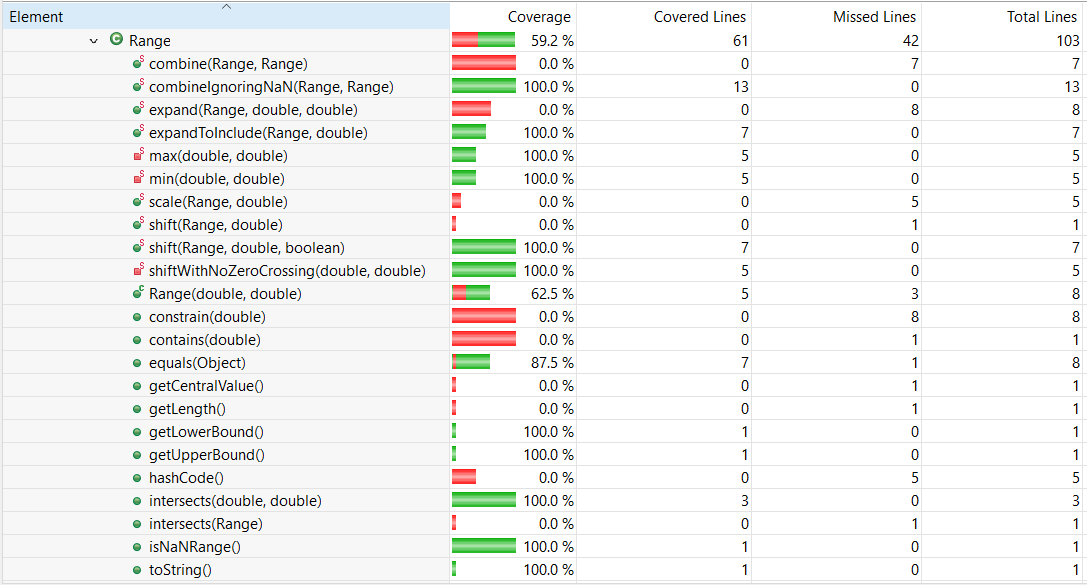 Element Coverage Covered Lines Missed Lines Total Lines
Range 59.2 % 61 42 103
combine(Range, Range) 0.0 % 0 7 7
combineIgnoringNaN(Range, Range) 100.0 % 13 0 13
expand(Range, double, double) 0.0 % 0 8 8
expandToInclude(Range, double) 100.0 % 7 0 7
max(double, double) 100.0 % 5 0 5
min(double, double) 100.0 % 5 0 5
scale(Range, double) 0.0 % 0 5 5
shift(Range, double) 0.0 % 0 1 1
shift(Range, double, boolean) 100.0 % 7 0 7
shiftWithNoZeroCrossing(double, double) 100.0 % 5 0 5
Range(double, double) 62.5 % 5 3 8
constrain(double) 0.0 % 0 8 8
contains(double) 0.0 % 0 1 1
equals(Object) 87.5 % 7 1 8
getCentralValue() 0.0 % 0 1 1
getLength() 0.0 % 0 1 1
getLowerBound() 100.0 % 1 0 1
getUpperBound() 100.0 % 1 0 1
hashCode() 0.0 % 0 5 5
intersects(double, double) 100.0 % 3 0 3
intersects(Range) 0.0 % 0 1 1
isNaNRange() 100.0 % 1 0 1
toString() 100.0 % 1 0 1